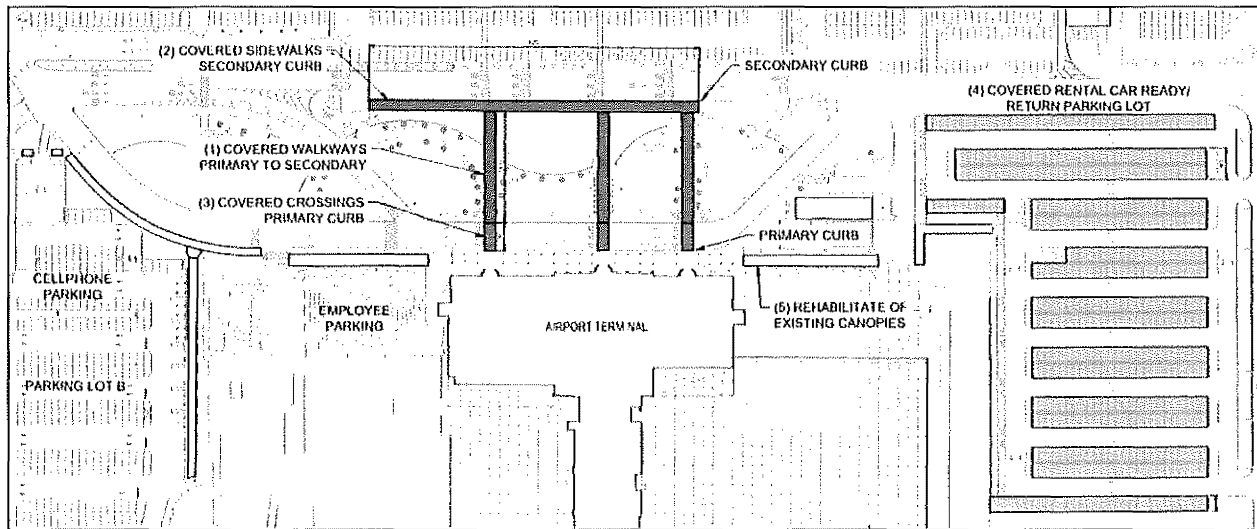 (2) COVERED SIDEWALKS
SECONDARY CURB
SECONDARY CURB
(4) COVERED RENTAL CAR READY/
RETURN PARKING LOT
(1) COVERED WALKWAYS
PRIMARY TO SECONDARY
(3) COVERED CROSSINGS
PRIMARY CURB
PRIMARY CURB
CELLPHONE
PARKING
EMPLOYEE
PARKING
AIRPORT TERMINAL
(5) REHABILITATE OF
EXISTING CANOPIES
PARKING LOT B